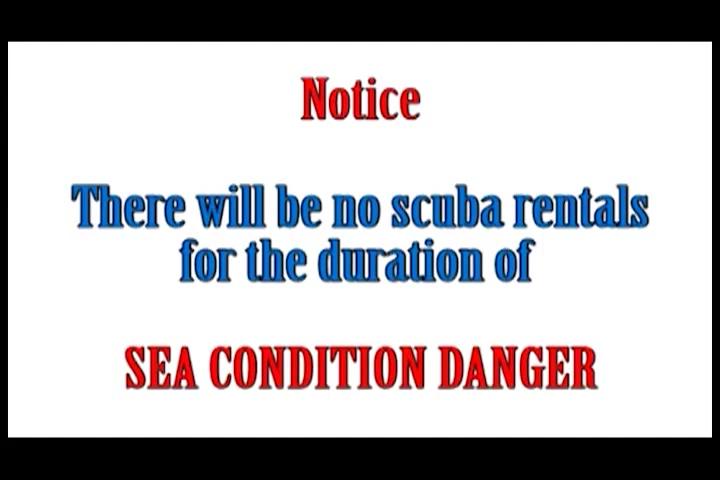 Notice
There will be no scuba rentals
for the duration of
SEA CONDITION DANGER